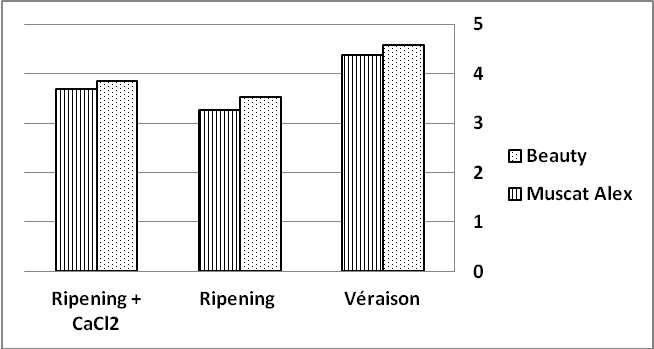 5
4
3
2
1
0
Beauty
Muscat Alex
Ripening +
CaCl2
Ripening
Véraison